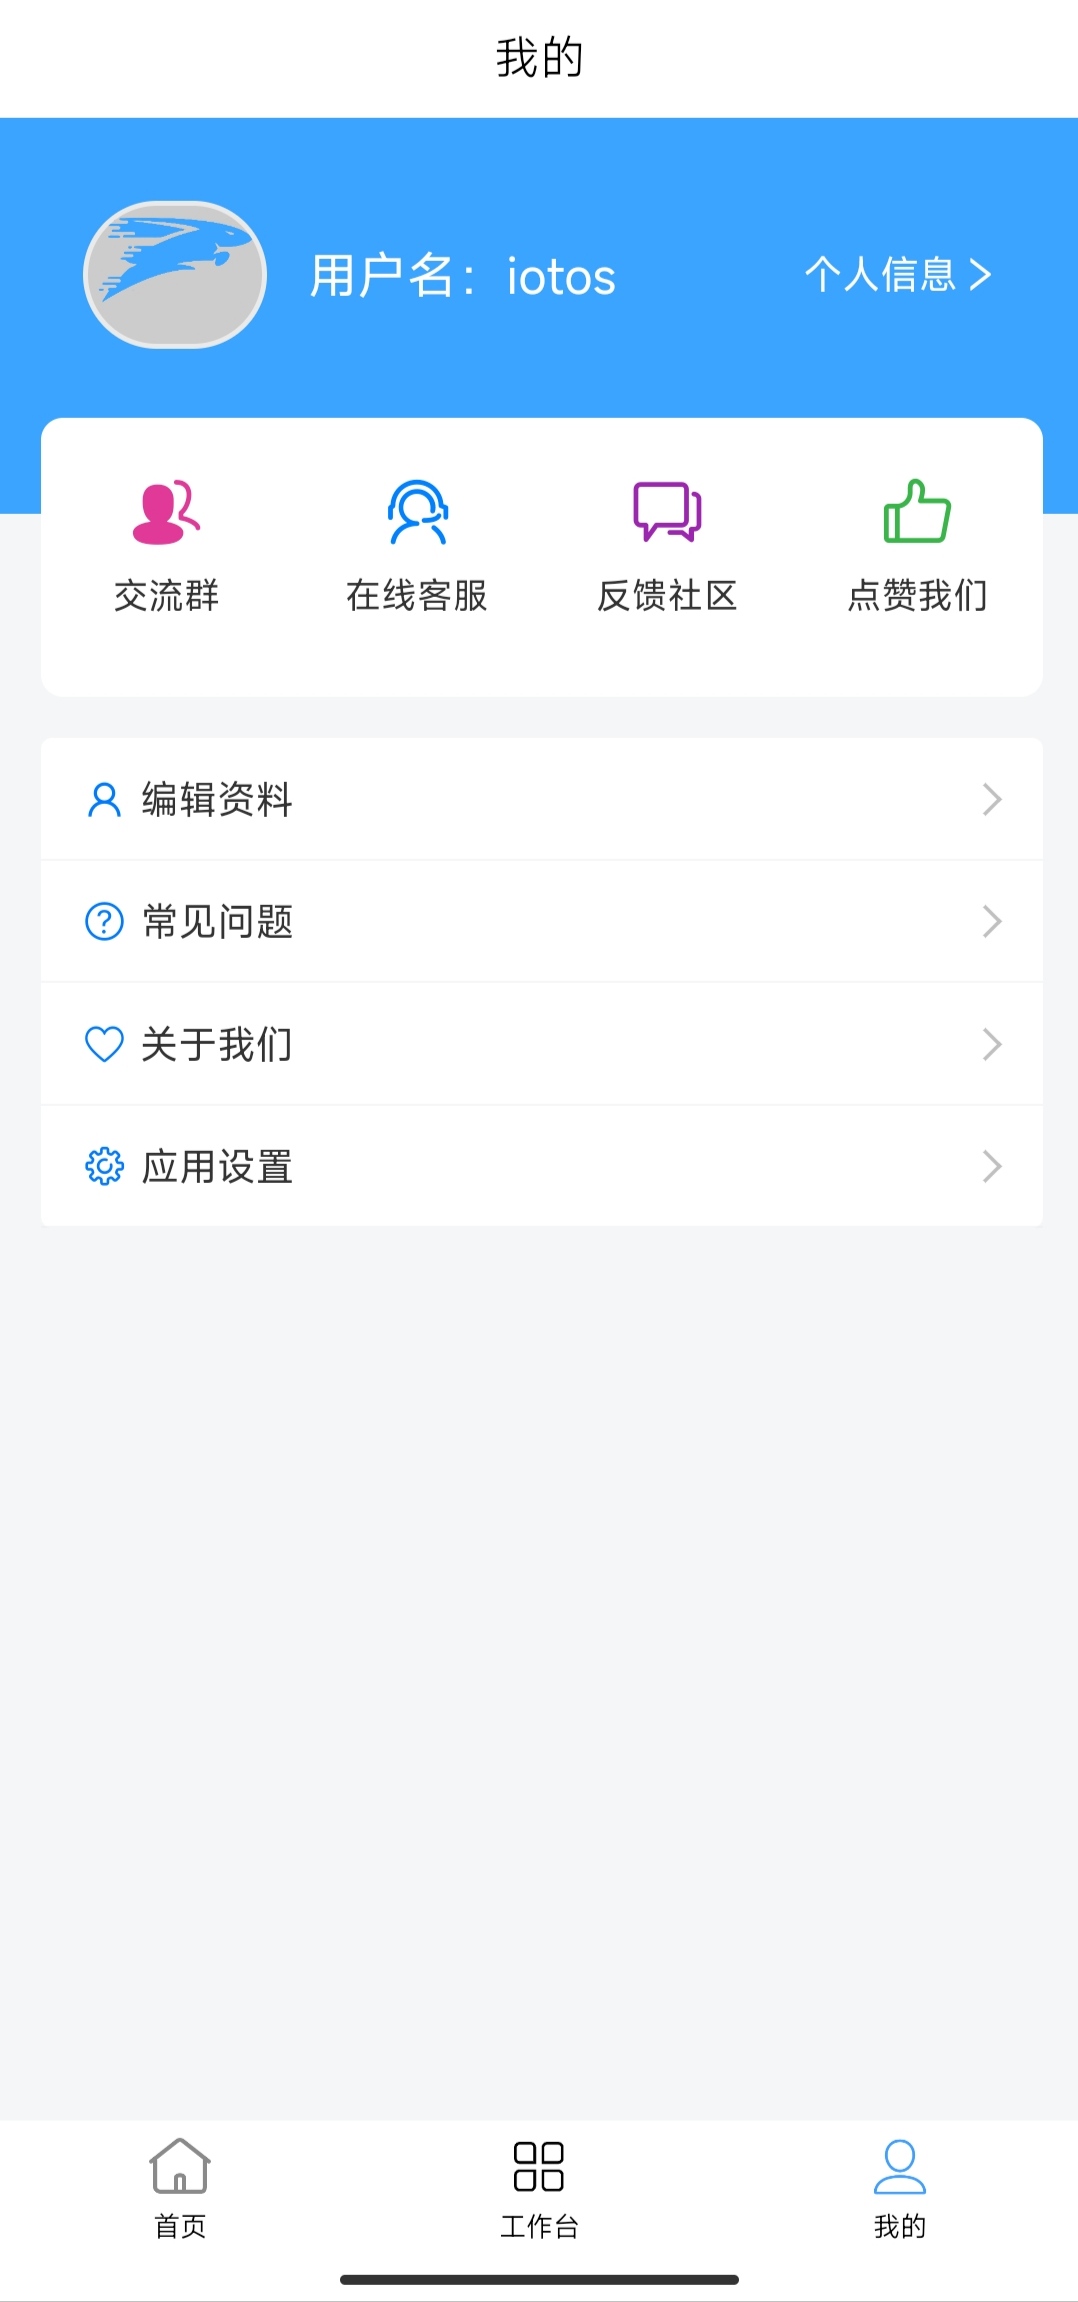 我的
用户名：iotos
个人信息
交流群
在线客服
反馈社区
点赞我们
编辑资料
常见问题
关于我们
应用设置
首页
工作台
我的